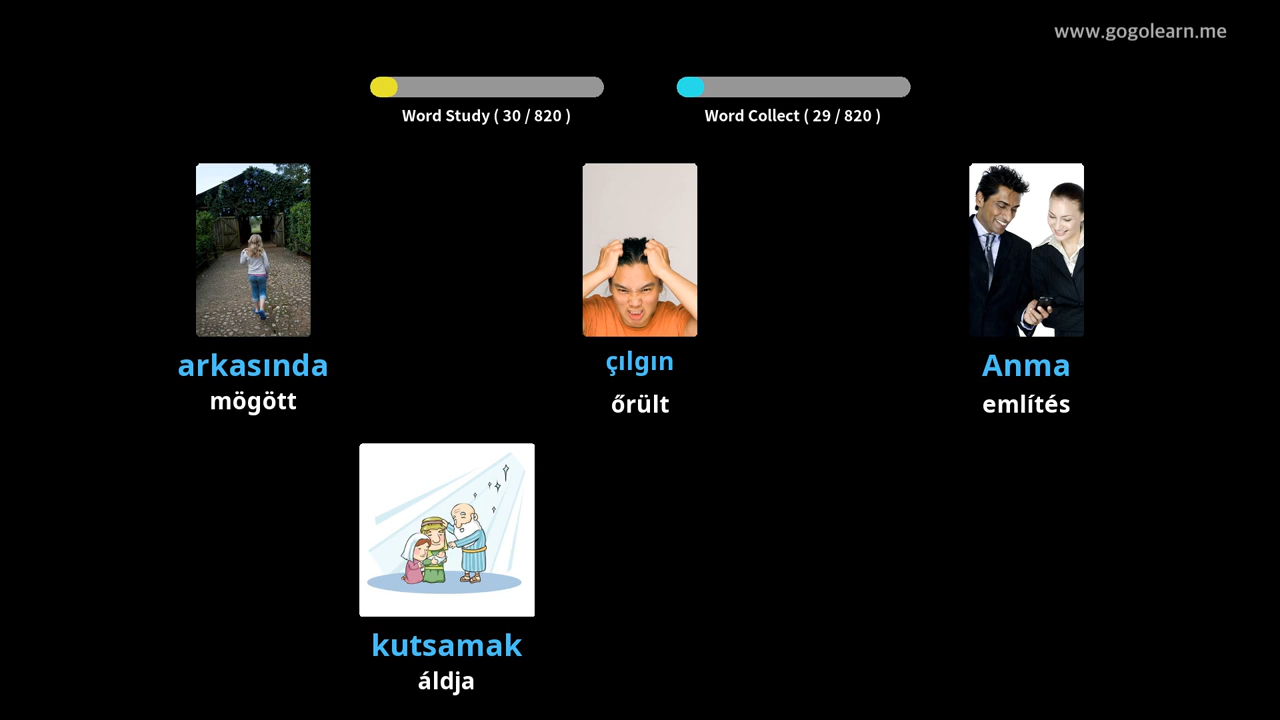 www.gogolearn.me
Word Study ( 30 / 820 )
Word Collect ( 29 / 820 )
arkasında
mögött
çılgın
őrült
Anma
említés
kutsamak
áldja